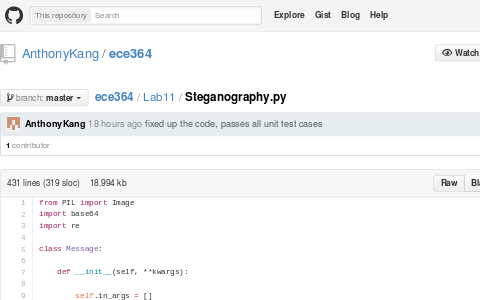 This repository Search Explore Gist Blog Help
AnthonyKang / ece364
Watch
branch: master ece364 / Lab11 / Steganography.py
AnthonyKang 18 hours ago fixed up the code, passes all unit test cases
1 contributor
431 lines (319 sloc) 18.994 kb Raw Bla
1 from PIL import Image
2 import base64
3 import re
4
5 class Message:
6
7 def __init__(self, **kwargs):
8
9 self.in_args = []